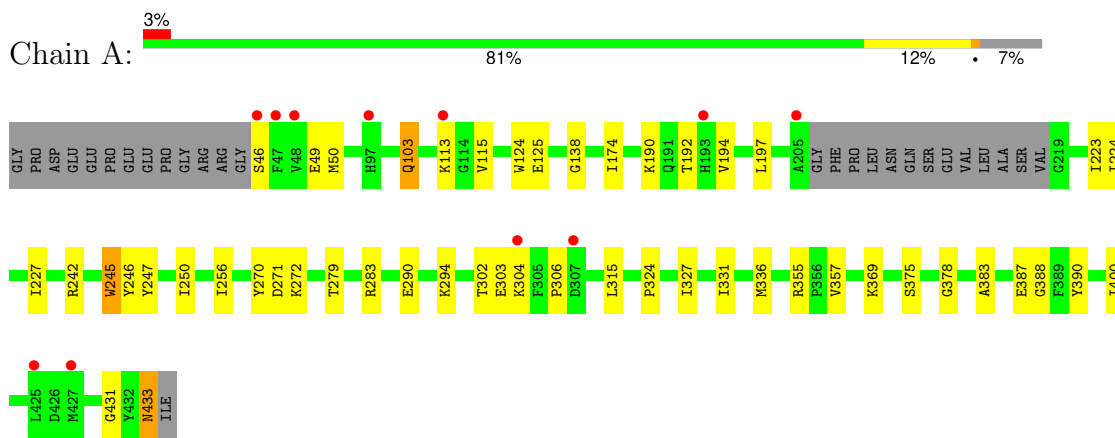 3%
Chain A:
81% 12% • 7%
GLY PRO ASP GLU GLU PRO GLU GLU PRO GLY ARG ARG GLY S46 F47 V48 E49 M50 H97 Q103 K113 G114 V115 W124 E125 G138 I174 K190 Q191 T192 H193 V194 L197 A205 GLY PHE PRO LEU ASN GLN SER GLU VAL LEU ALA SER VAL G219 I223
I227 R242 W245 Y246 Y247 I250 I256 Y270 D271 K272 T279 R283 E290 K294 T302 E303 K304 F305 P306 D307 L315 P324 I327 I331 M336 R355 P356 V357 K369 S375 G378 A383 E387 G388 F389 Y390
L425 D426 M427 G431 Y432 N433 ILE